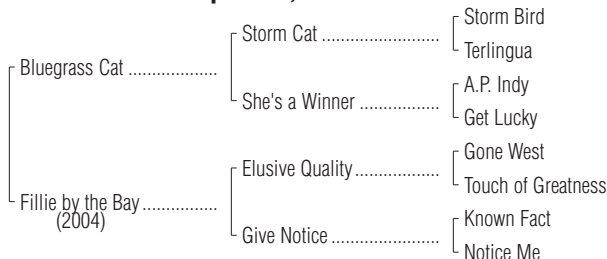 Storm Bird
Storm Cat ........................
Terlingua
Bluegrass Cat ..................
A.P. Indy
She's a Winner ................
Get Lucky
Gone West
Elusive Quality.................
Touch of Greatness
Fillie by the Bay ...............
(2004)
Known Fact
Give Notice ......................
Notice Me